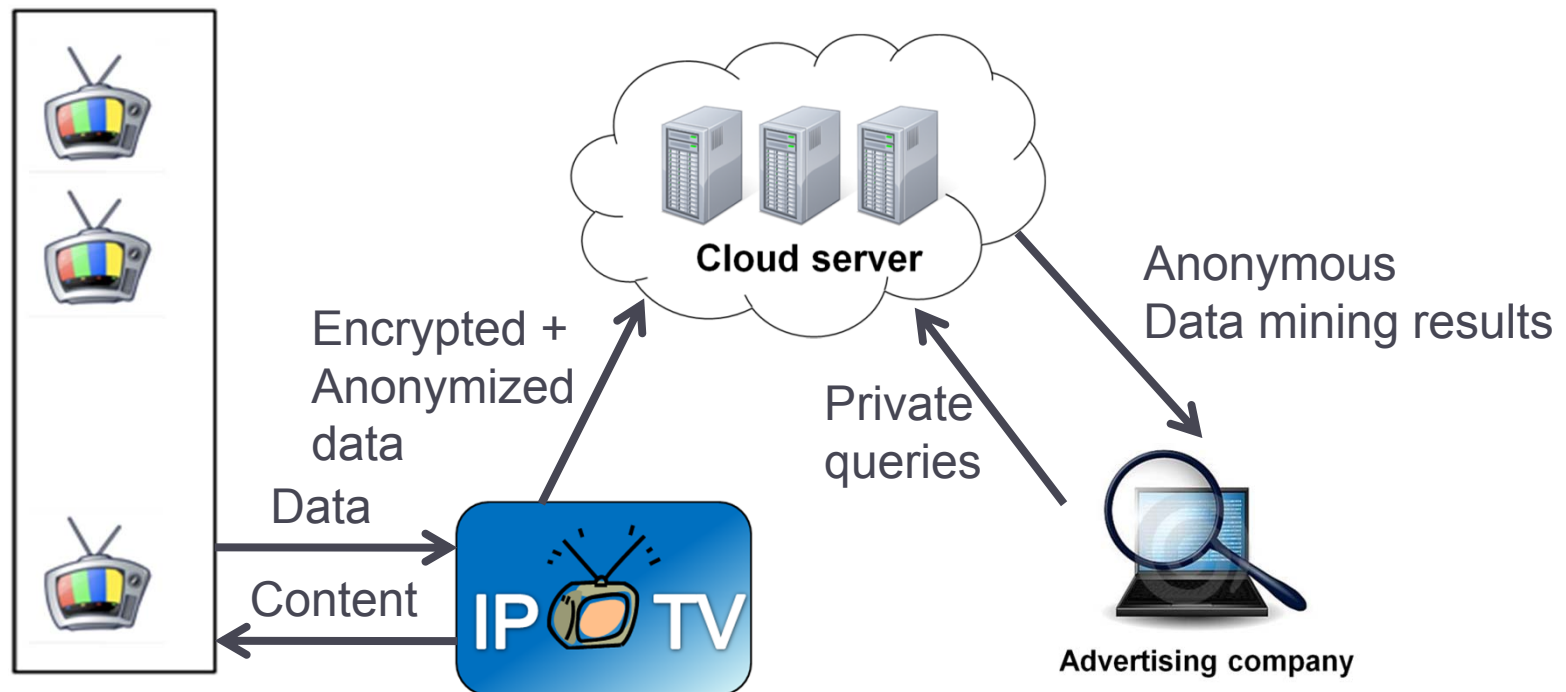 Cloud server
Encrypted +
Anonymized
data
Anonymous
Data mining results
Private
queries
Data
Content
IP TV
Advertising company